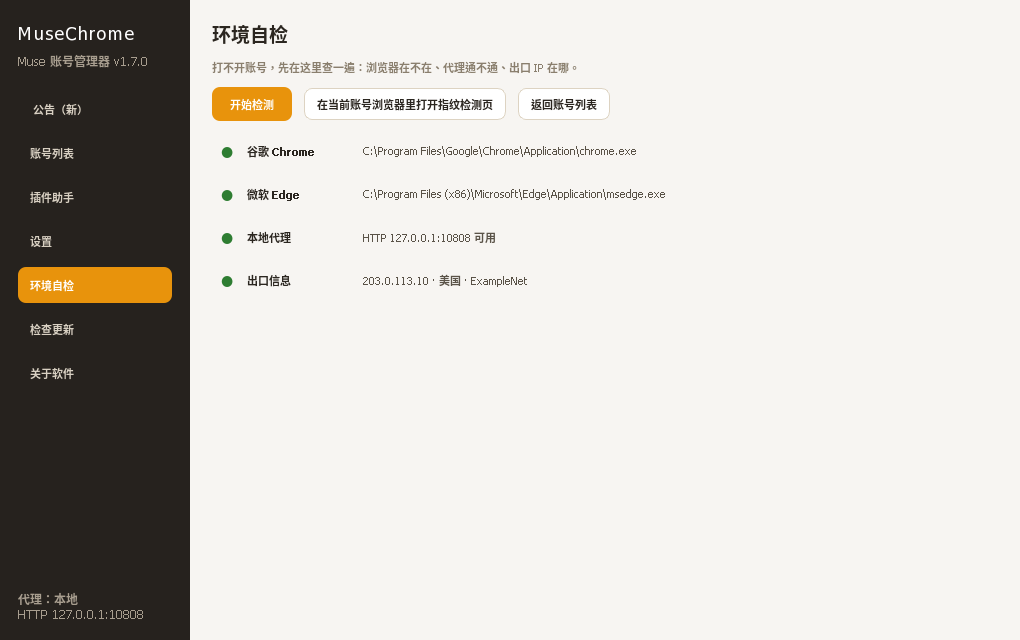 MuseChrome
Muse 账号管理器 v1.7.0
公告（新）
账号列表
插件助手
设置
环境自检
检查更新
关于软件
代理：本地
HTTP 127.0.0.1:10808
环境自检
打不开账号，先在这里查一遍：浏览器在不在、代理通不通、出口 IP 在哪。
开始检测
在当前账号浏览器里打开指纹检测页
返回账号列表
谷歌 Chrome C:\Program Files\Google\Chrome\Application\chrome.exe
微软 Edge C:\Program Files (x86)\Microsoft\Edge\Application\msedge.exe
本地代理 HTTP 127.0.0.1:10808 可用
出口信息 203.0.113.10 · 美国 · ExampleNet